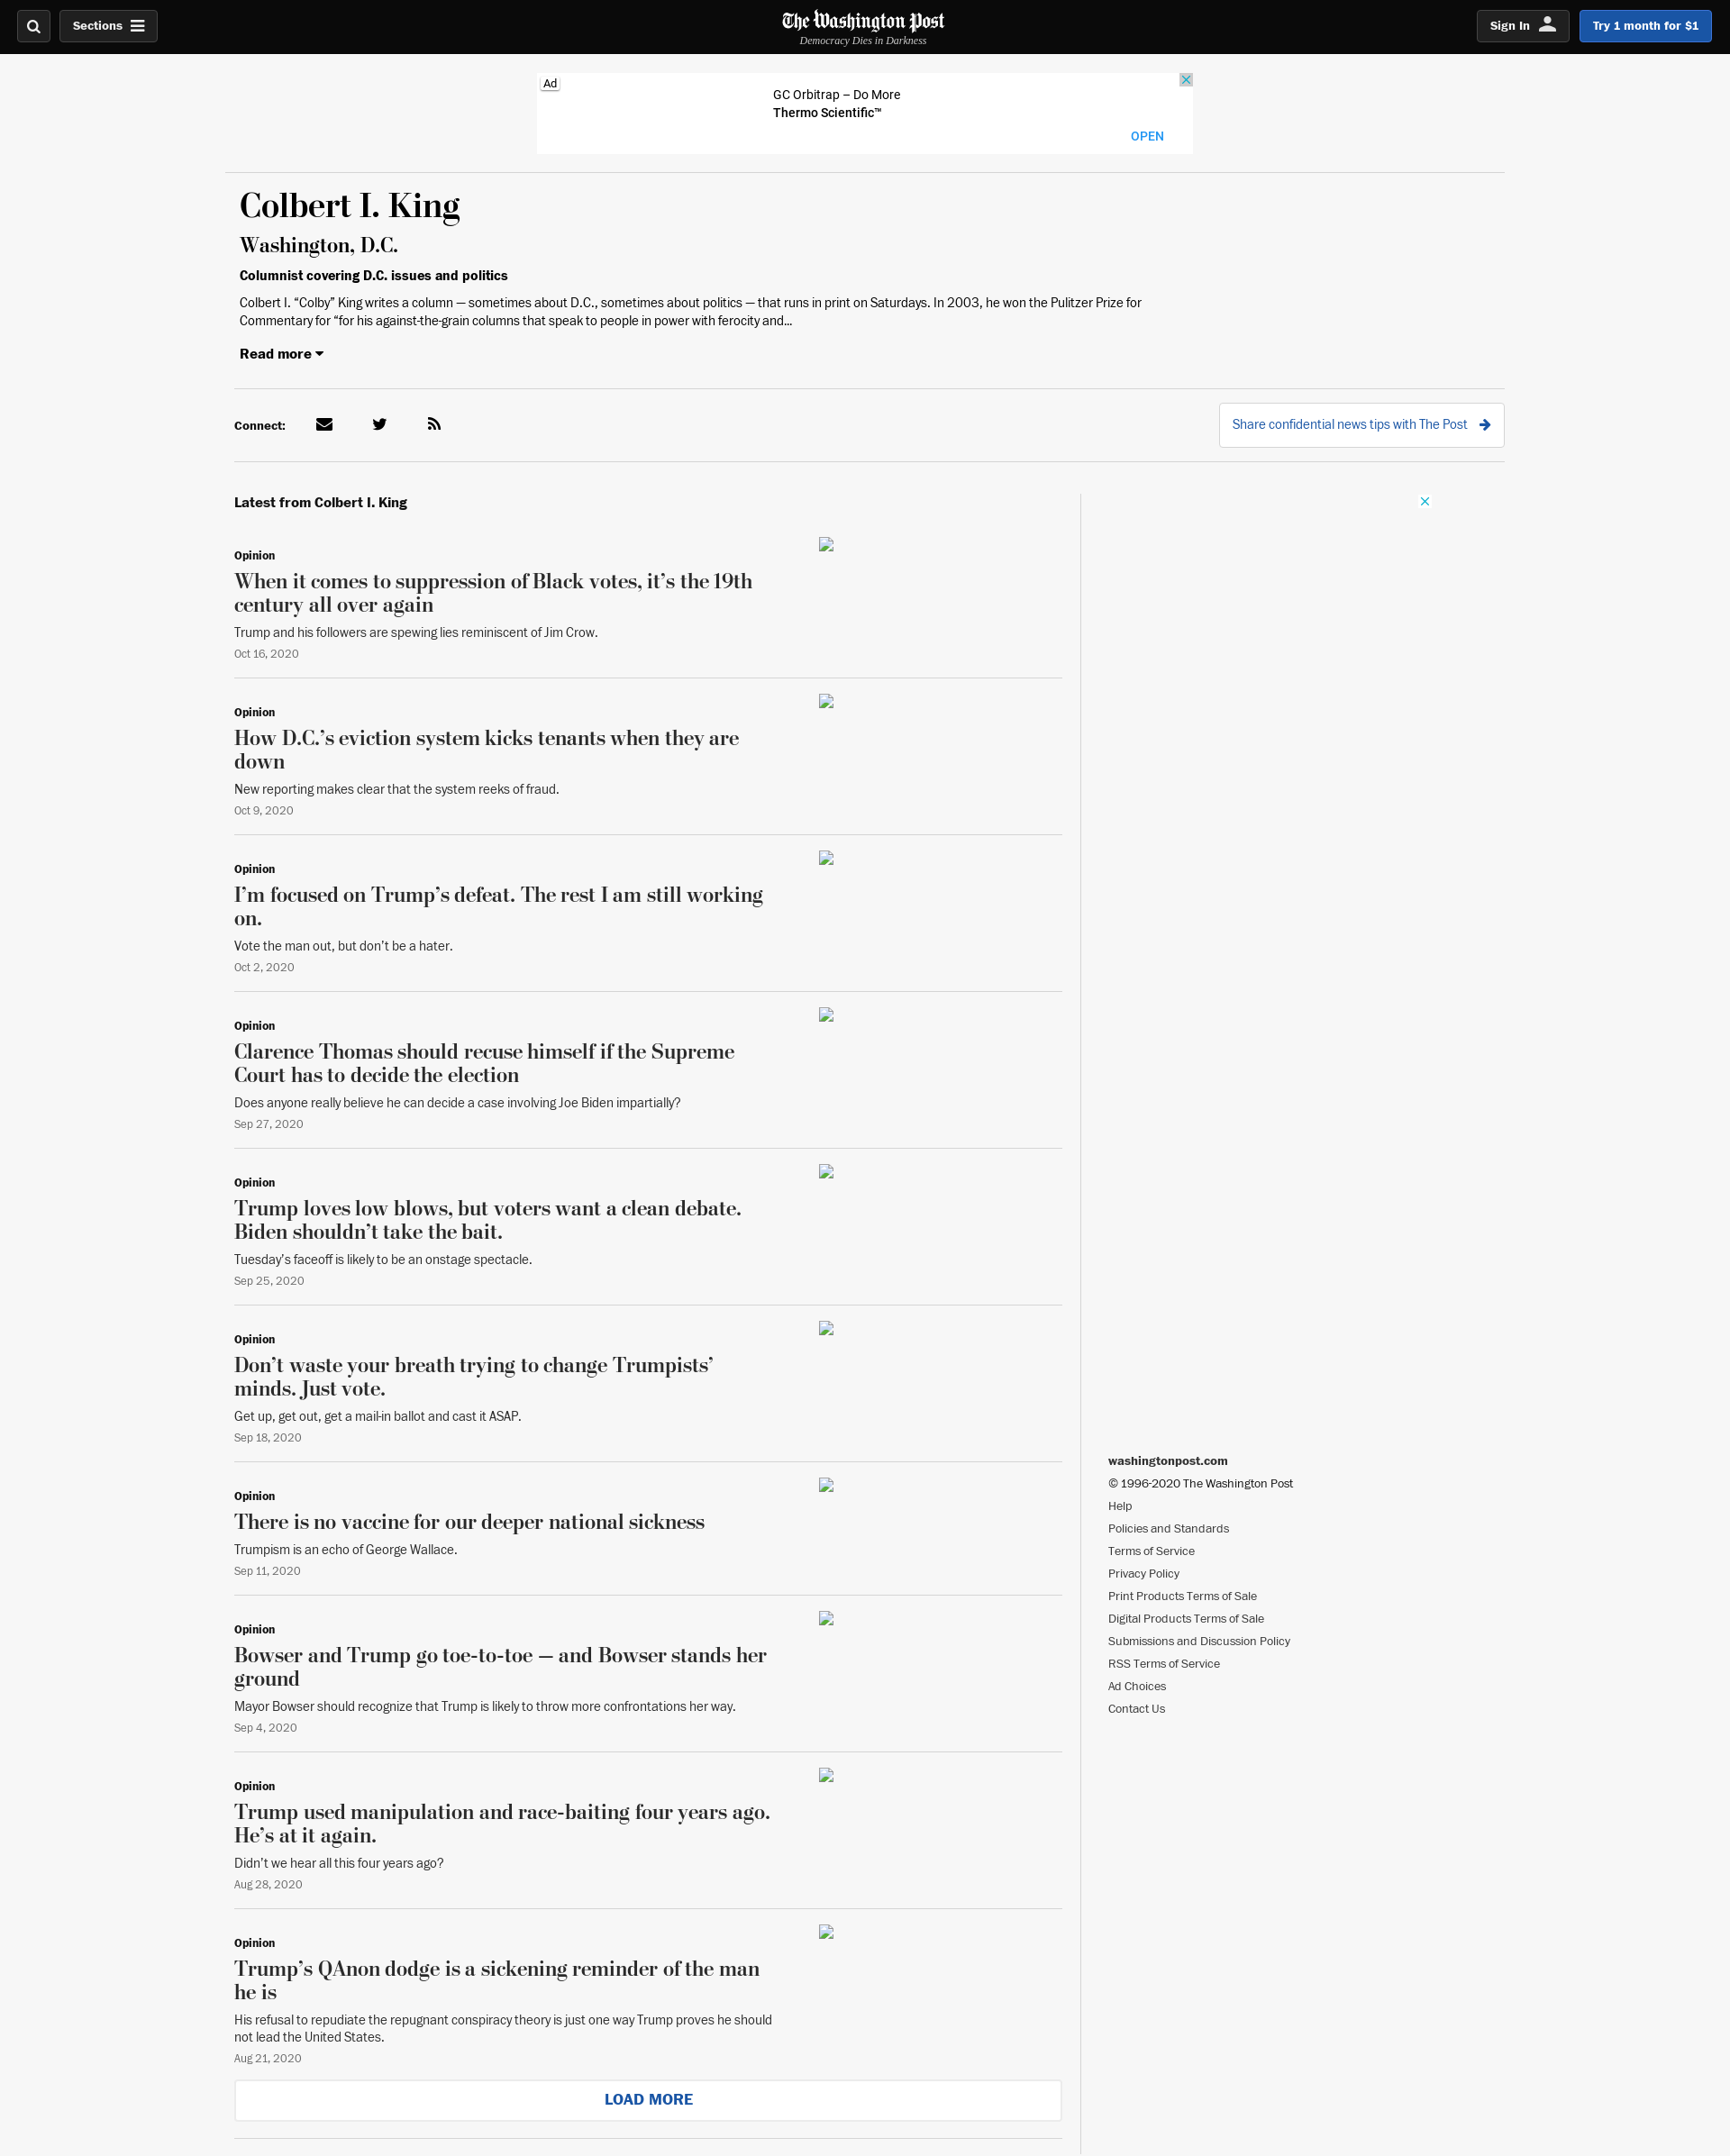 Sections
The Washington Post
Democracy Dies in Darkness
Sign In
Try 1 month for $1
Ad
GC Orbitrap – Do More
Thermo Scientific™
OPEN
Colbert I. King
Washington, D.C.
Columnist covering D.C. issues and politics
Colbert I. “Colby” King writes a column — sometimes about D.C., sometimes about politics — that runs in print on Saturdays. In 2003, he won the Pulitzer Prize for
Commentary for “for his against-the-grain columns that speak to people in power with ferocity and...
Read more
Connect:
Share confidential news tips with The Post
Latest from Colbert I. King
Opinion
When it comes to suppression of Black votes, it’s the 19th
century all over again
Trump and his followers are spewing lies reminiscent of Jim Crow.
Oct 16, 2020
Opinion
How D.C.’s eviction system kicks tenants when they are
down
New reporting makes clear that the system reeks of fraud.
Oct 9, 2020
Opinion
I’m focused on Trump’s defeat. The rest I am still working
on.
Vote the man out, but don’t be a hater.
Oct 2, 2020
Opinion
Clarence Thomas should recuse himself if the Supreme
Court has to decide the election
Does anyone really believe he can decide a case involving Joe Biden impartially?
Sep 27, 2020
Opinion
Trump loves low blows, but voters want a clean debate.
Biden shouldn’t take the bait.
Tuesday’s faceoff is likely to be an onstage spectacle.
Sep 25, 2020
Opinion
Don’t waste your breath trying to change Trumpists’
minds. Just vote.
Get up, get out, get a mail-in ballot and cast it ASAP.
Sep 18, 2020
Opinion
There is no vaccine for our deeper national sickness
Trumpism is an echo of George Wallace.
Sep 11, 2020
Opinion
Bowser and Trump go toe-to-toe — and Bowser stands her
ground
Mayor Bowser should recognize that Trump is likely to throw more confrontations her way.
Sep 4, 2020
Opinion
Trump used manipulation and race-baiting four years ago.
He’s at it again.
Didn’t we hear all this four years ago?
Aug 28, 2020
Opinion
Trump’s QAnon dodge is a sickening reminder of the man
he is
His refusal to repudiate the repugnant conspiracy theory is just one way Trump proves he should
not lead the United States.
Aug 21, 2020
LOAD MORE
washingtonpost.com
© 1996-2020 The Washington Post
Help
Policies and Standards
Terms of Service
Privacy Policy
Print Products Terms of Sale
Digital Products Terms of Sale
Submissions and Discussion Policy
RSS Terms of Service
Ad Choices
Contact Us